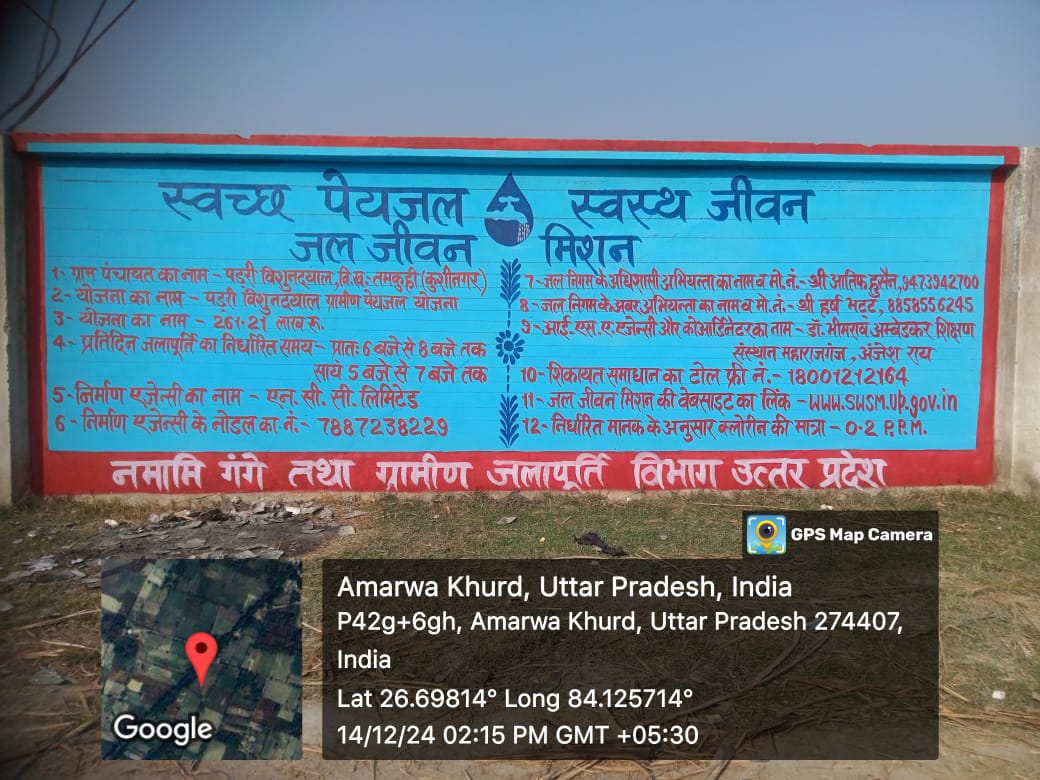 स्वच्छ पेयजल स्वस्थ जीवन
जल जीवन मिशन
1- ग्राम पंचायत का नाम - पड़री विशुनदयाल, वि.ख.- तमकुही (कुशीनगर)
2- योजना का नाम - पड़री विशुनदयाल ग्रामीण पेयजल योजना
3- योजना का नाम - 261.21 लाख रू.
4- प्रतिदिन जलापूर्ति का निर्धारित समय - प्रातः 6 बजे से 8 बजे तक
सायं 5 बजे से 7 बजे तक
5- निर्माण एजेन्सी का नाम - एन. सी. सी. लिमिटेड
6- निर्माण एजेन्सी के नोडल का नं.- 7887238229
7- जल निगम के अधिशासी अभियन्ता का नाम व मो. नं.- श्री आतिफ हुसैन, 9473942700
8- जल निगम के अवर अभियन्ता का नाम व मो. नं.- श्री हर्ष भट्ट, 8858556245
9- आई. एस. ए. एजेन्सी और कोआर्डिनेटर का नाम - डॉ. भीमराव अम्बेडकर शिक्षण
संस्थान महाराजगंज, अंजेश राय
10- शिकायत समाधान का टोल फ्री नं.- 18001212164
11- जल जीवन मिशन की वेबसाइट का लिंक - www.swsm.up.gov.in
12- निर्धारित मानक के अनुसार क्लोरीन की मात्रा - 0.2 P.P.M.
नमामि गंगे तथा ग्रामीण जलापूर्ति विभाग उत्तर प्रदेश
GPS Map Camera
Amarwa Khurd, Uttar Pradesh, India
P42g+6gh, Amarwa Khurd, Uttar Pradesh 274407,
India
Lat 26.69814° Long 84.125714°
14/12/24 02:15 PM GMT +05:30
Google